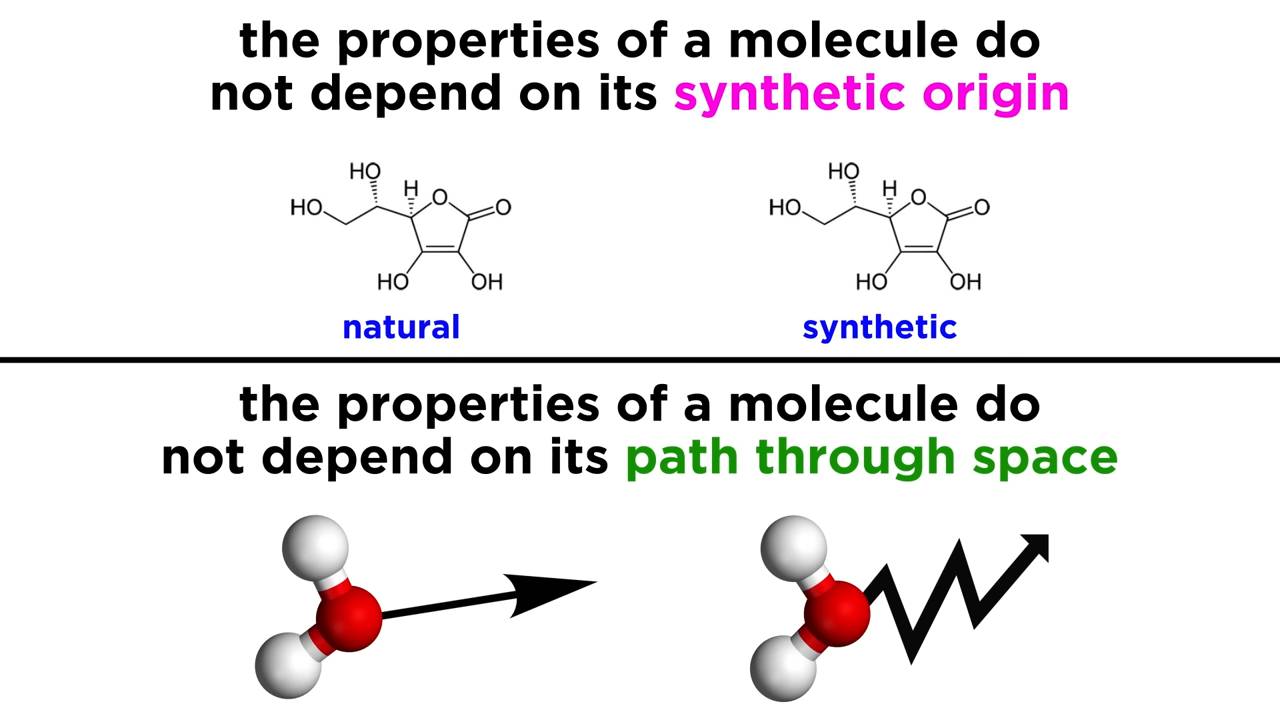 the properties of a molecule do
not depend on its synthetic origin
HO
H
O
HO
O
HO
OH
natural
HO
H
O
HO
O
HO
OH
synthetic
the properties of a molecule do
not depend on its path through space